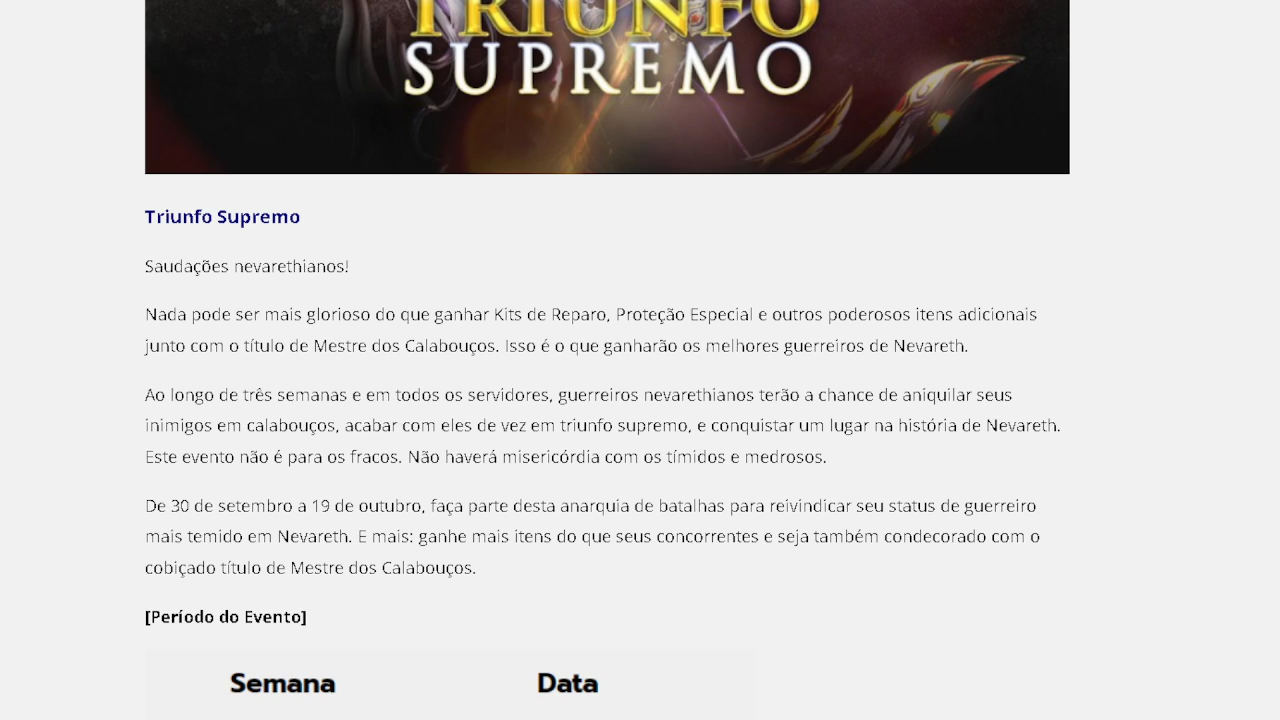 TRIUNFO
SUPREMO
Triunfo Supremo
Saudações nevarethianos!
Nada pode ser mais glorioso do que ganhar Kits de Reparo, Proteção Especial e outros poderosos itens adicionais
junto com o título de Mestre dos Calabouços. Isso é o que ganharão os melhores guerreiros de Nevareth.
Ao longo de três semanas e em todos os servidores, guerreiros nevarethianos terão a chance de aniquilar seus
inimigos em calabouços, acabar com eles de vez em triunfo supremo, e conquistar um lugar na história de Nevareth.
Este evento não é para os fracos. Não haverá misericórdia com os tímidos e medrosos.
De 30 de setembro a 19 de outubro, faça parte desta anarquia de batalhas para reivindicar seu status de guerreiro
mais temido em Nevareth. E mais: ganhe mais itens do que seus concorrentes e seja também condecorado com o
cobiçado título de Mestre dos Calabouços.
[Período do Evento]
Semana Data